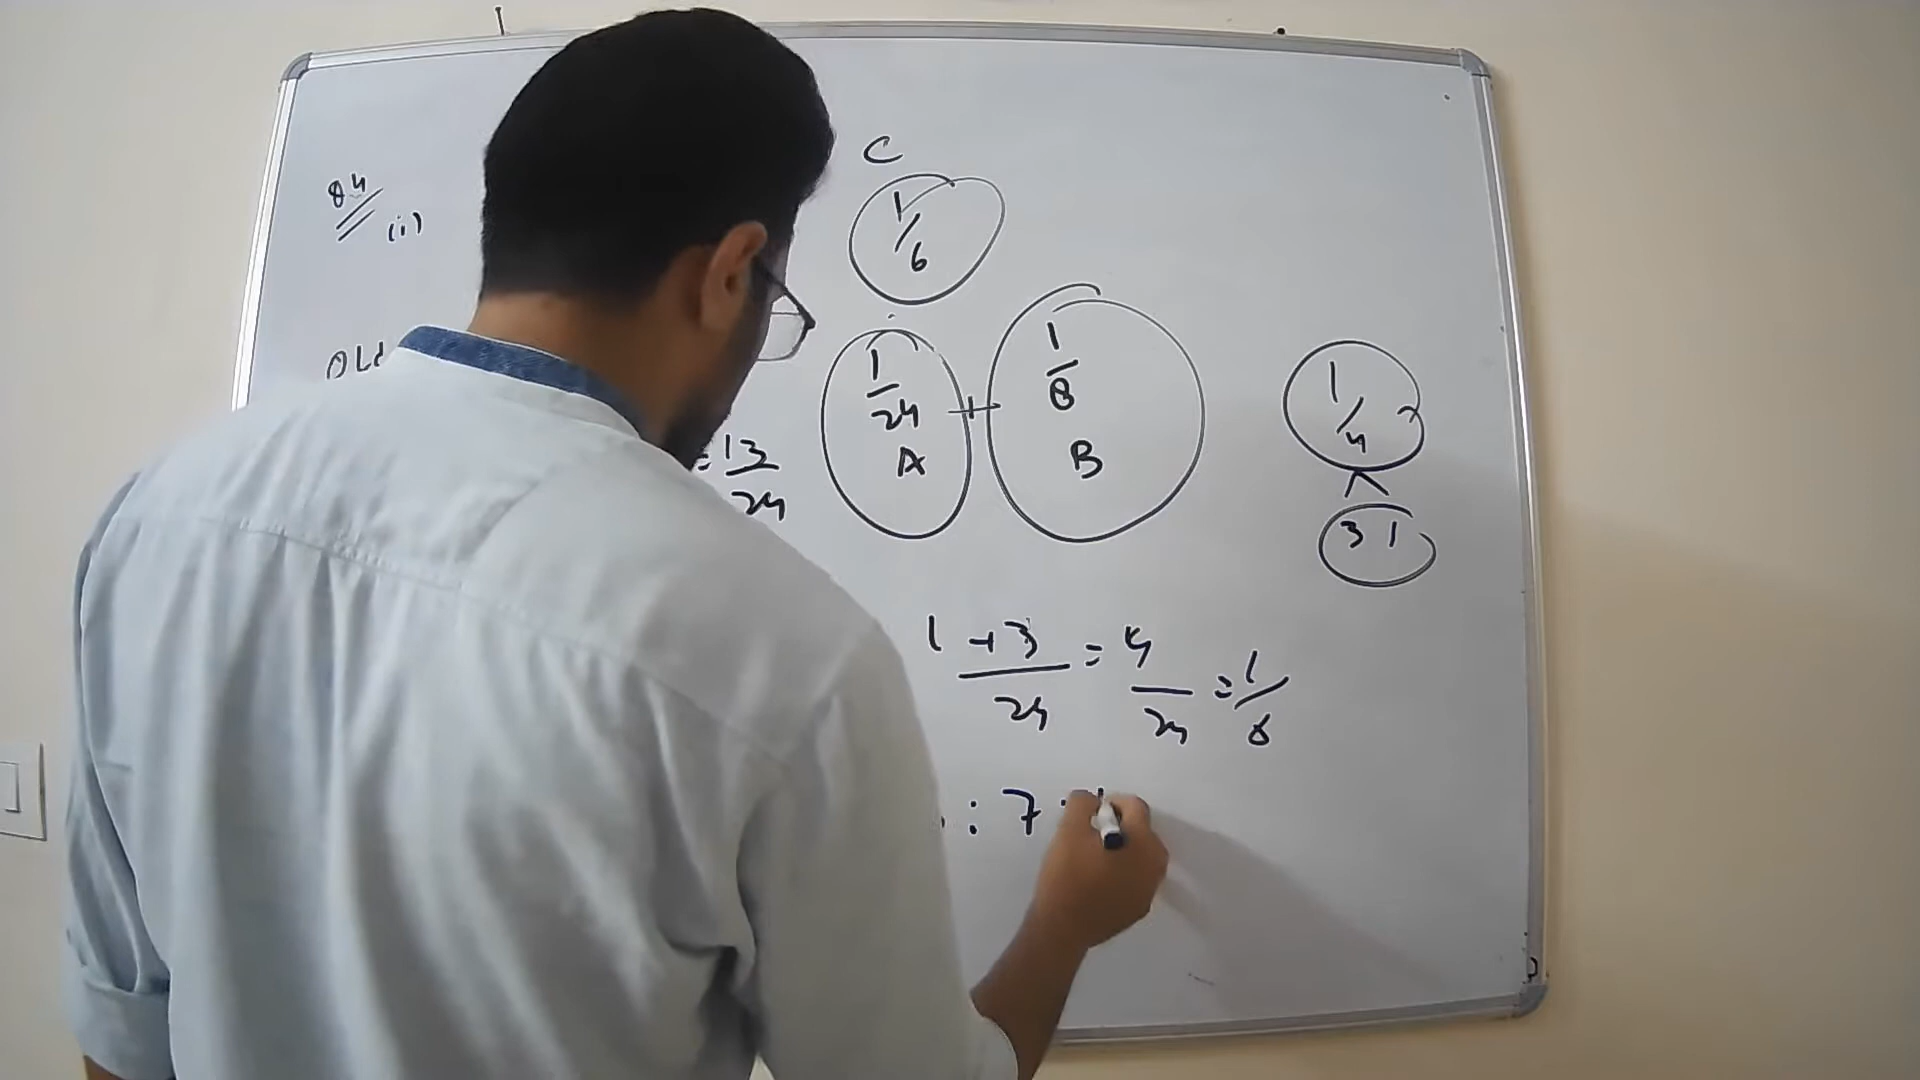 84
(i)
C
1/6
OLd
1/24
A
+
1/8
B
1/4
3 1
= 13/24
1 + 3 / 24 = 4/24 = 1/6
: 7 :